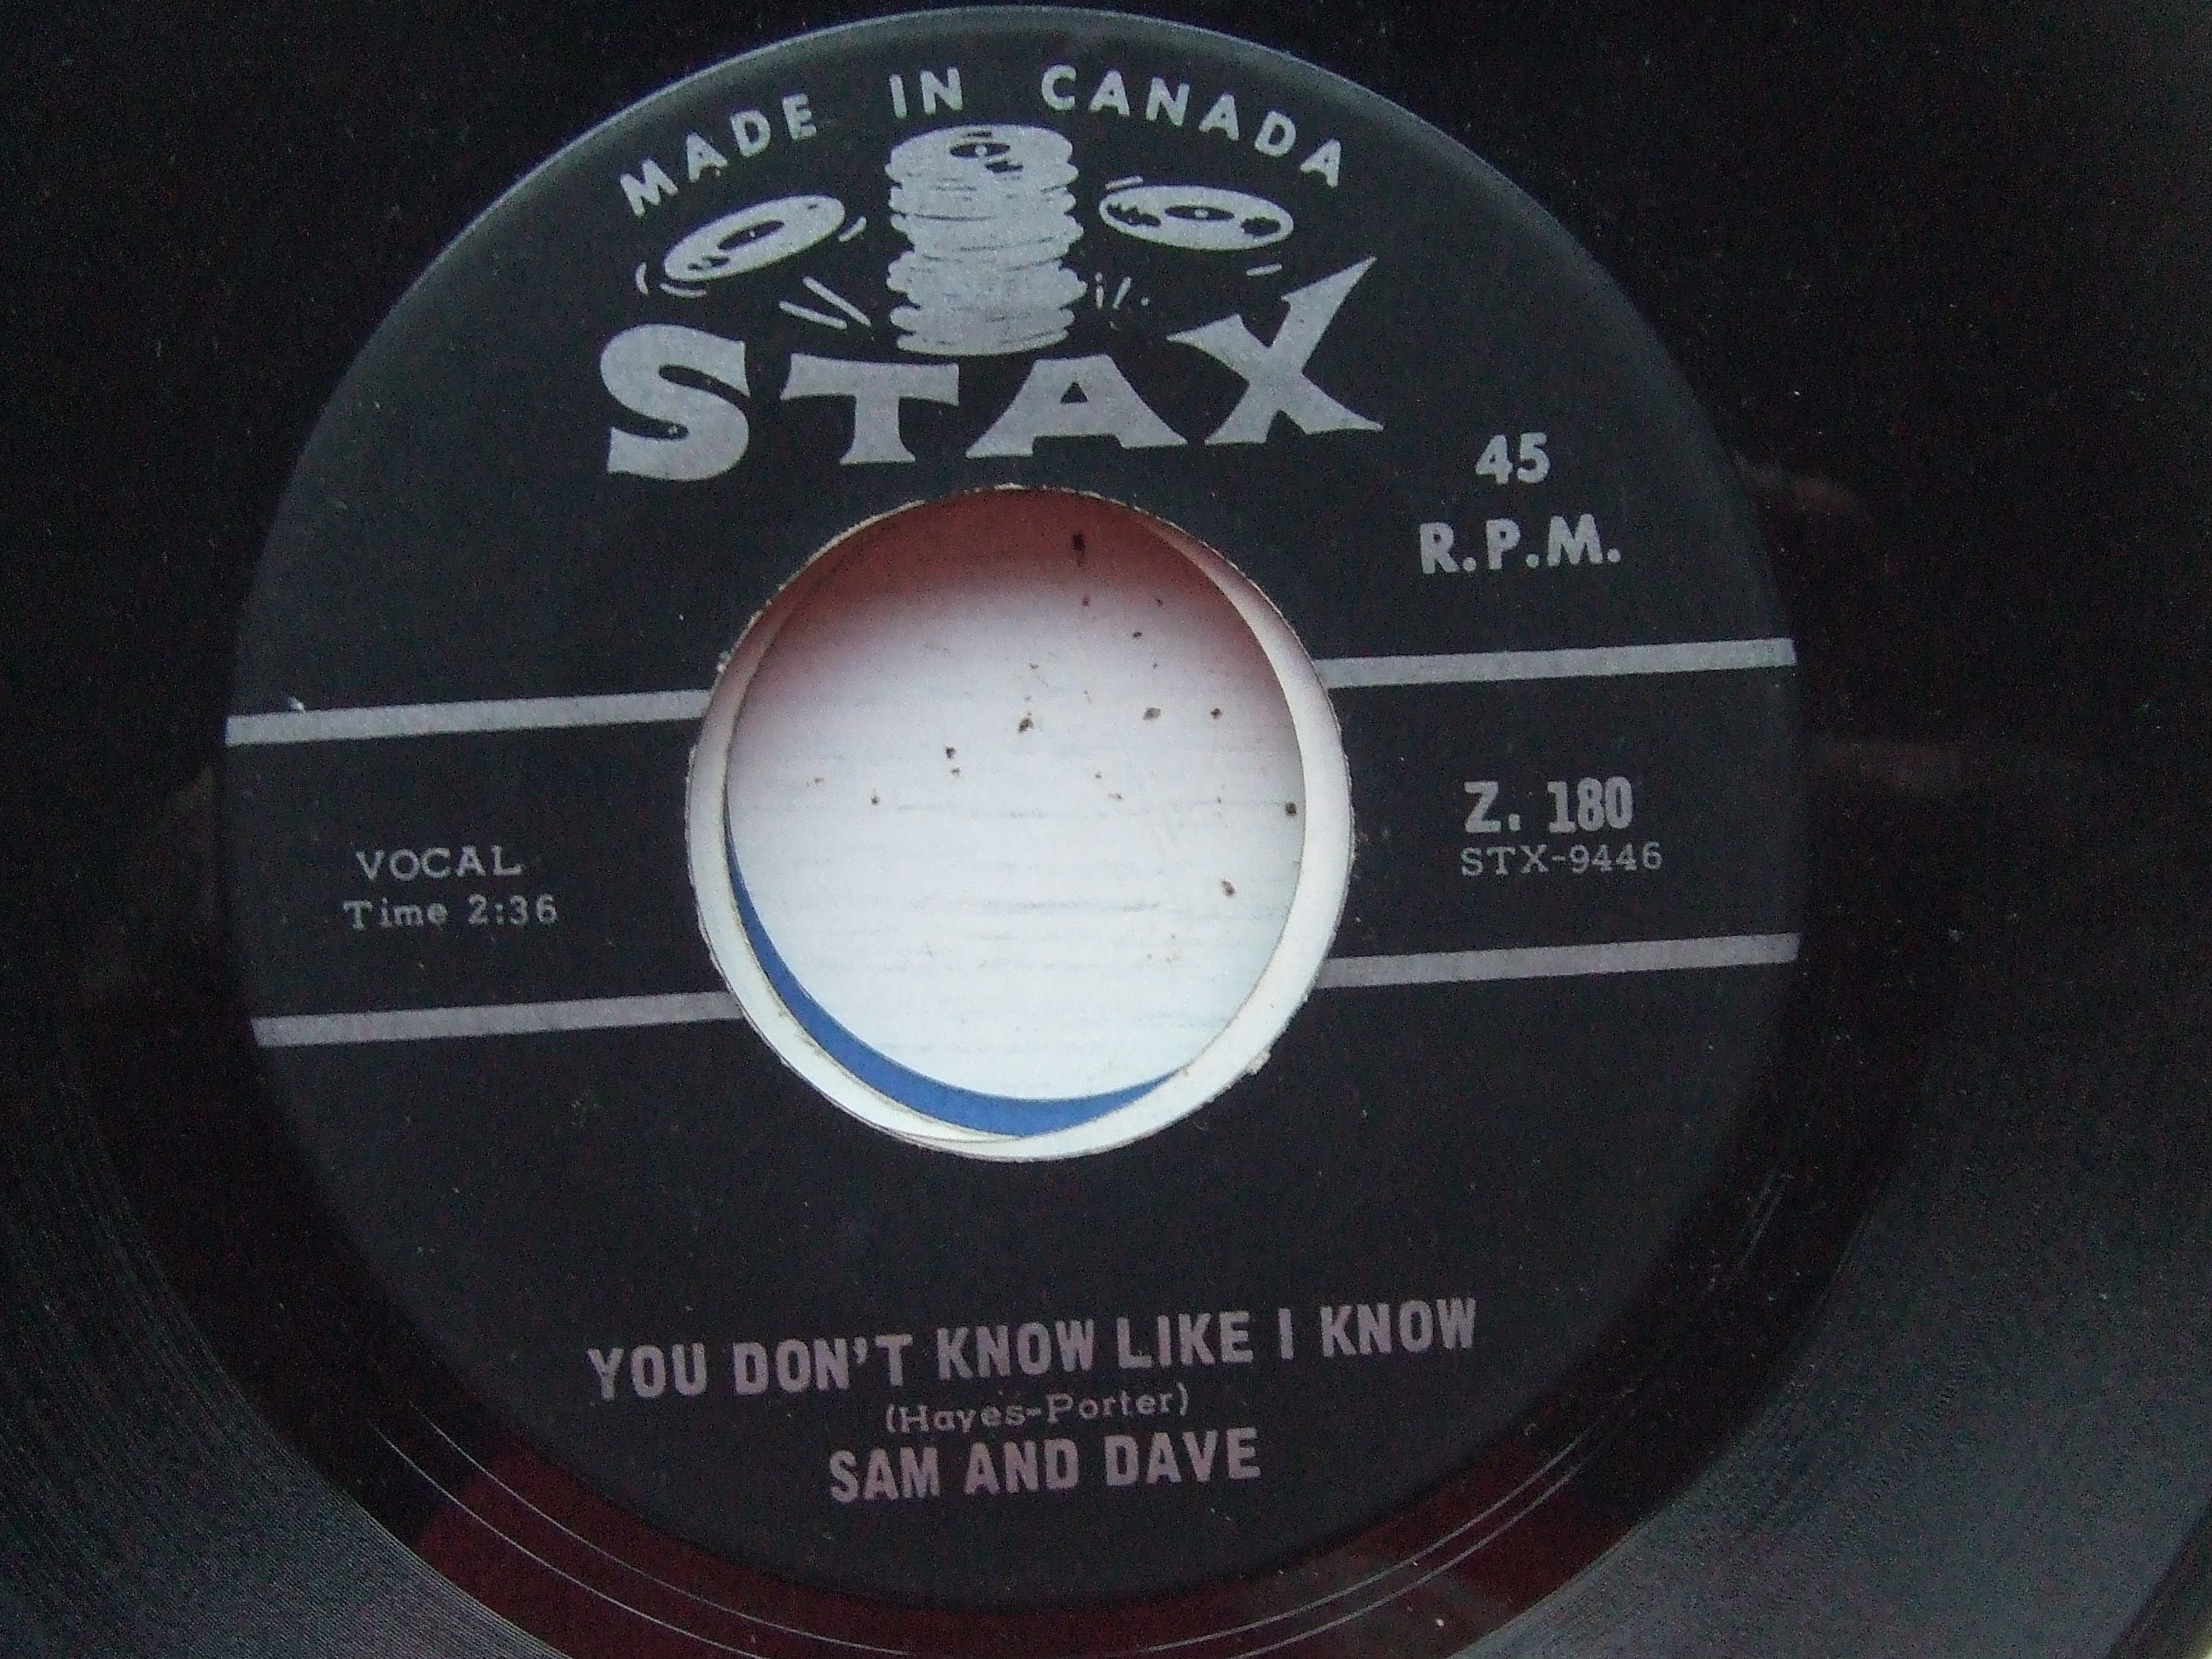 MADE IN CANADA
STAX
45
R.P.M.
VOCAL
Time 2:36
Z. 180
STX-9446
YOU DON'T KNOW LIKE I KNOW
(Hayes-Porter)
SAM AND DAVE